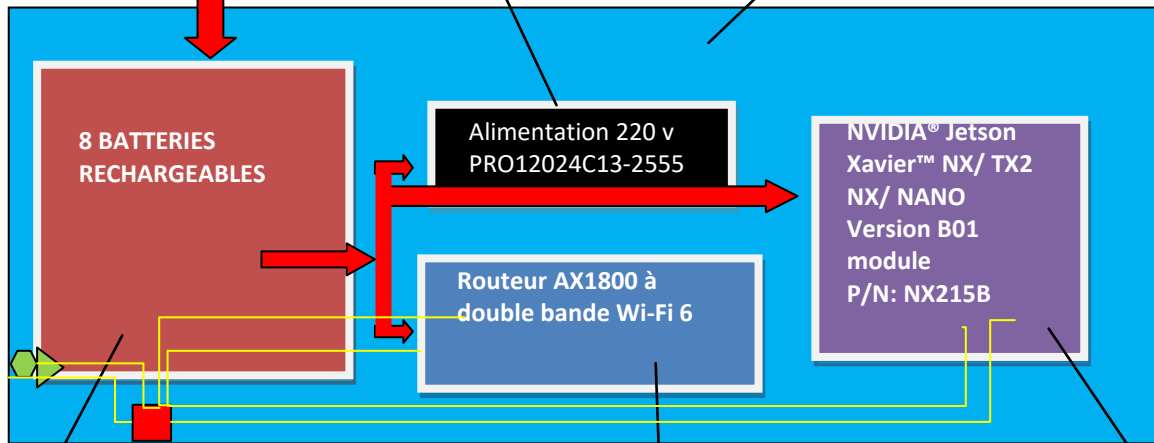 8 BATTERIES
RECHARGEABLES
Alimentation 220 v
PRO12024C13-2555
NVIDIA® Jetson
Xavier™ NX/ TX2
NX/ NANO
Version B01
module
P/N: NX215B
Routeur AX1800 à
double bande Wi-Fi 6